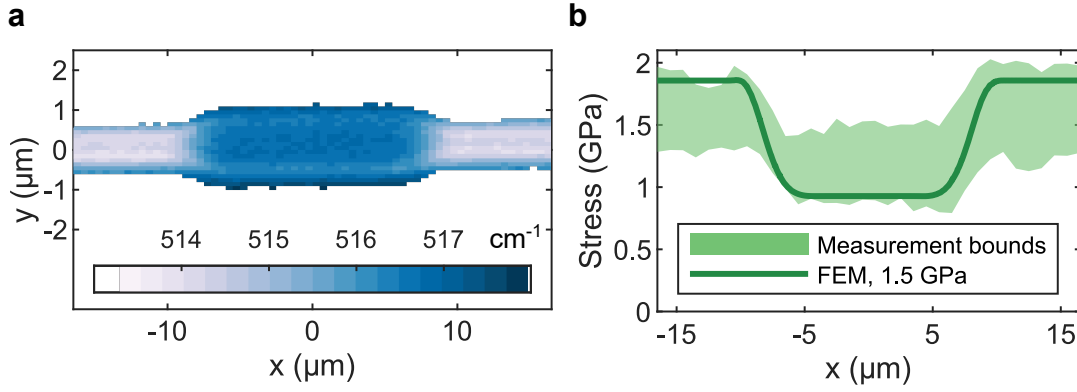 a
2
1
0
-1
-2
y (μm)
514 515 516 517 cm-1
-10 0 10
x (μm)
b
2
1.5
1
0.5
0
Stress (GPa)
Measurement bounds
FEM, 1.5 GPa
-15 -5 5 15
x (μm)